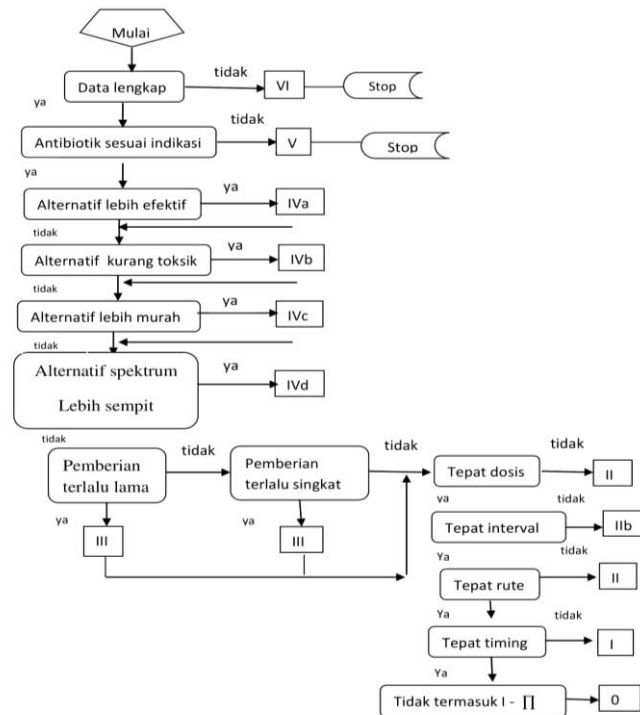 Mulai
tidak
Data lengkap
VI
Stop
ya
tidak
Antibiotik sesuai indikasi
V
Stop
ya
ya
Alternatif lebih efektif
IVa
tidak
ya
Alternatif kurang toksik
IVb
tidak
ya
Alternatif lebih murah
IVc
tidak
ya
Alternatif spektrum
Lebih sempit
IVd
tidak
tidak
tidak
tidak
Pemberian
terlalu lama
Pemberian
terlalu singkat
Tepat dosis
II
ya
ya
ya
tidak
III
III
Tepat interval
IIb
Ya
tidak
Tepat rute
II
Ya
tidak
Tepat timing
I
Ya
Tidak termasuk I - ∏
0